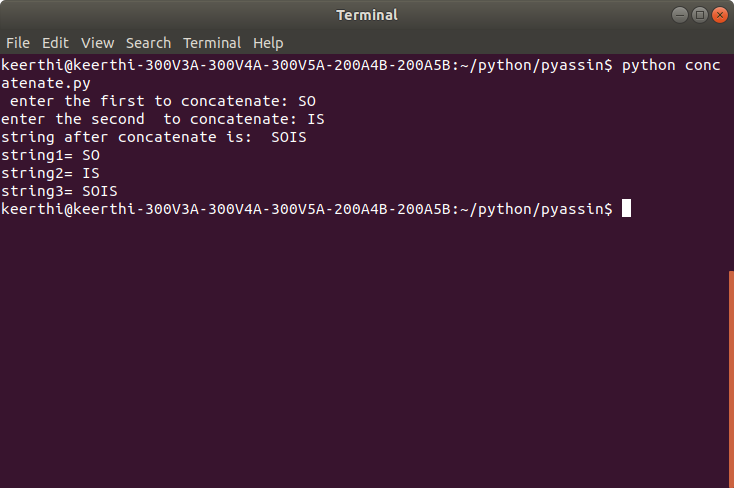 Terminal
File Edit View Search Terminal Help
keerthi@keerthi-300V3A-300V4A-300V5A-200A4B-200A5B:~/python/pyassin$ python conc
atenate.py
 enter the first to concatenate: SO
enter the second  to concatenate: IS
string after concatenate is:  SOIS
string1= SO
string2= IS
string3= SOIS
keerthi@keerthi-300V3A-300V4A-300V5A-200A4B-200A5B:~/python/pyassin$